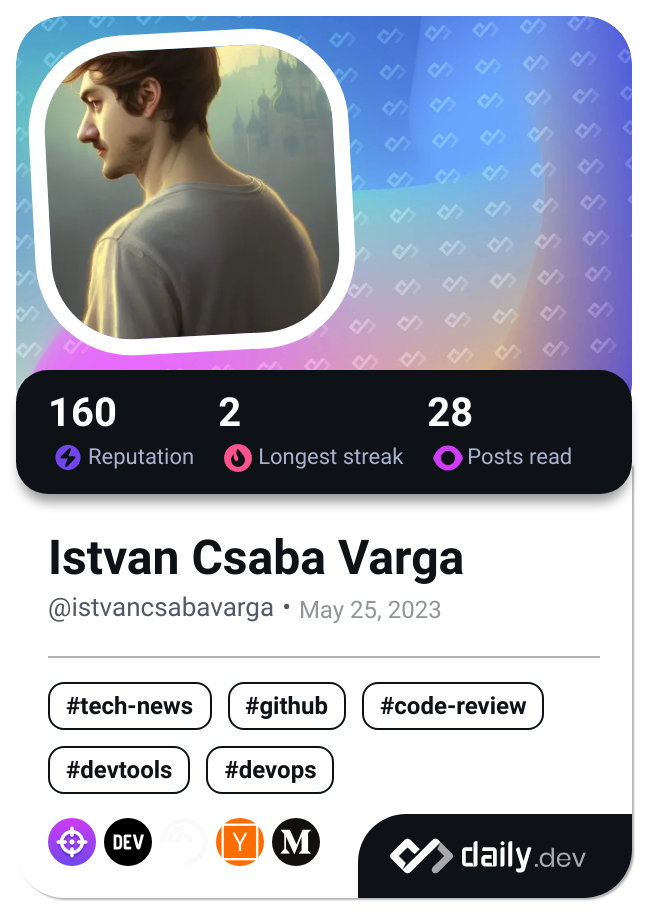 160 2 28
Reputation Longest streak Posts read
Istvan Csaba Varga
@istvancsabavarga • May 25, 2023
#tech-news #github #code-review
#devtools #devops
DEV Y M
daily.dev